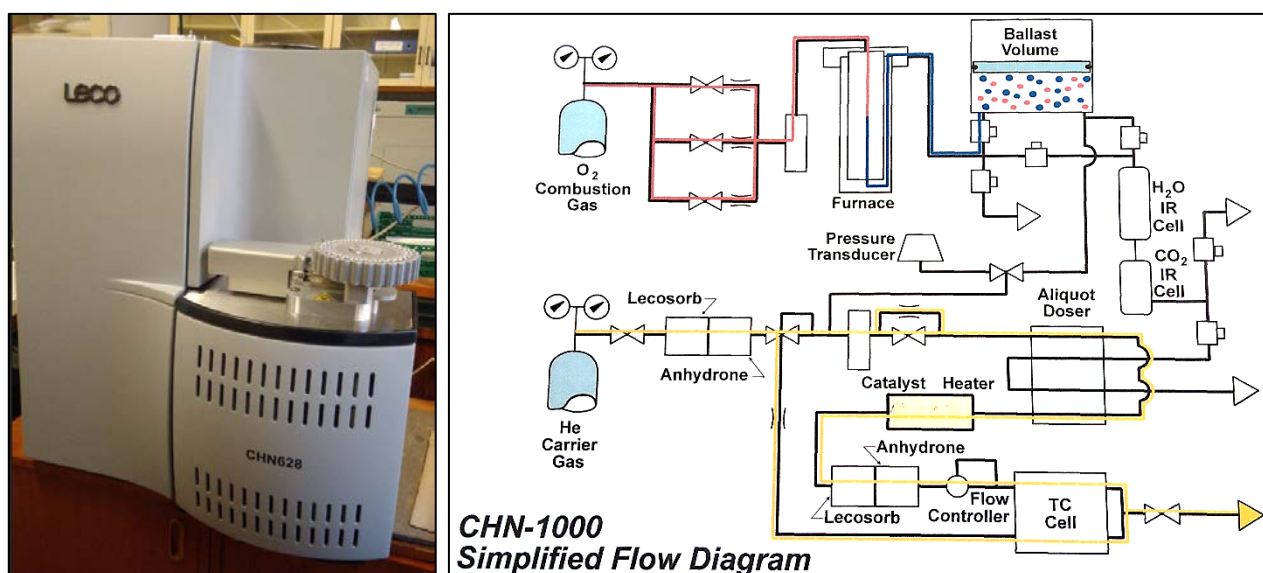 LECO
CHN628
Ballast
Volume
O₂
Combustion
Gas
Furnace
H₂O
IR
Cell
Pressure
Transducer
CO₂
IR
Cell
Lecosorb
Aliquot
Doser
Anhydrone
Catalyst Heater
He
Carrier
Gas
Anhydrone
Lecosorb
Flow
Controller
TC
Cell
CHN-1000
Simplified Flow Diagram